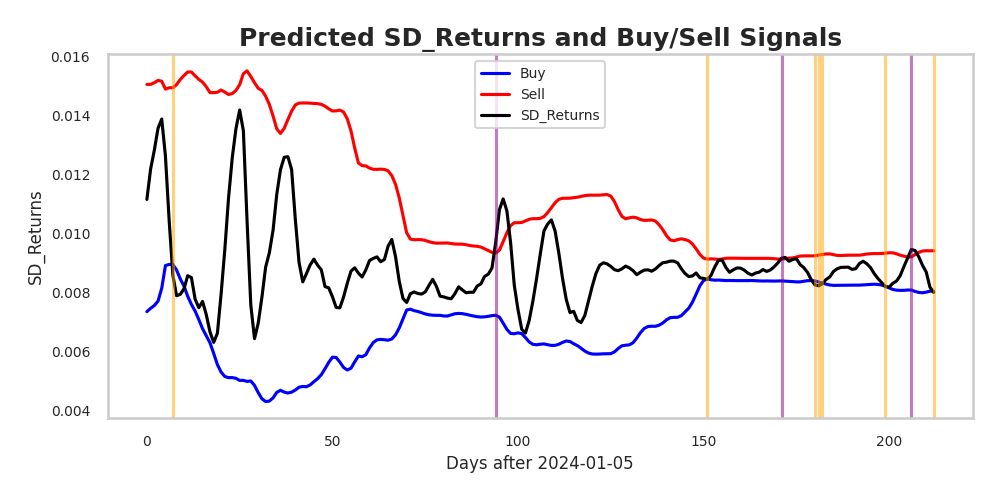 Predicted SD_Returns and Buy/Sell Signals
0.016
0.014
0.012
0.010
0.008
0.006
0.004
SD_Returns
Buy
Sell
SD_Returns
0 50 100 150 200
Days after 2024-01-05